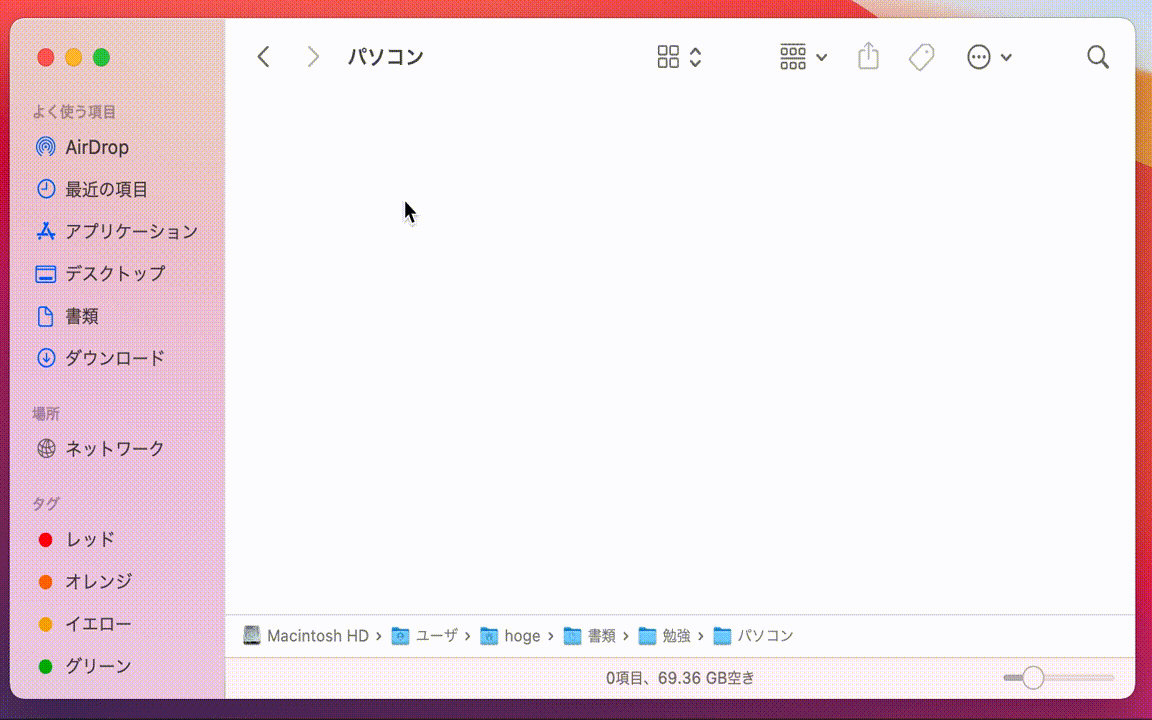 パソコン
よく使う項目
AirDrop
最近の項目
アプリケーション
デスクトップ
書類
ダウンロード
場所
ネットワーク
タグ
レッド
オレンジ
イエロー
グリーン
Macintosh HD › ユーザ › hoge › 書類 › 勉強 › パソコン
0項目、69.36 GB空き